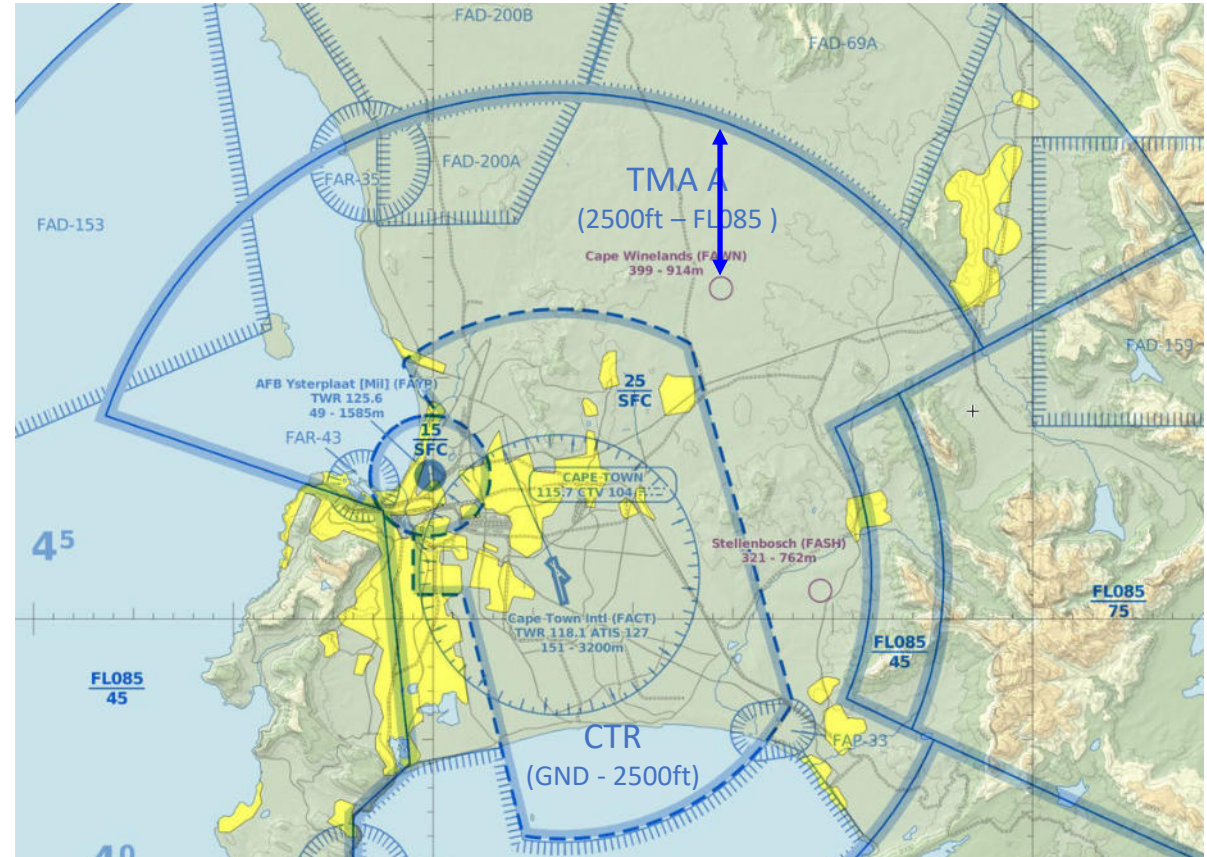 FAD-200B
FAD-69A
FAD-200A
FAR-35
TMA A
(2500ft – FL085 )
FAD-153
Cape Winelands (FAWN)
399 - 914m
FAD-159
AFB Ysterplaat [Mil] (FAYP)
TWR 125.6
49 - 1585m
25
SFC
15
SFC
FAR-43
CAPE TOWN
115.7 CTV 104
4⁵
Stellenbosch (FASH)
321 - 762m
FL085
75
Cape Town Intl (FACT)
TWR 118.1 ATIS 127
151 - 3200m
FL085
45
FL085
45
CTR
(GND - 2500ft)
FAP-33
4⁰